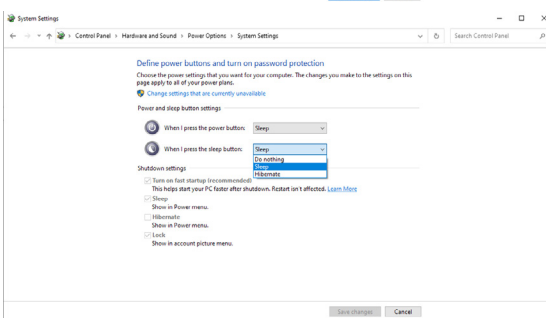 System Settings
Control Panel > Hardware and Sound > Power Options > System Settings
Search Control Panel
Define power buttons and turn on password protection
Choose the power settings that you want for your computer. The changes you make to the settings on this
page apply to all of your power plans.
Change settings that are currently unavailable
Power and sleep button settings
When I press the power button: Sleep
When I press the sleep button: Sleep
Do nothing
Sleep
Hibernate
Shutdown settings
Turn on fast startup (recommended)
This helps start your PC faster after shutdown. Restart isn't affected. Learn More
Sleep
Show in Power menu.
Hibernate
Show in Power menu.
Lock
Show in account picture menu.
Save changes Cancel